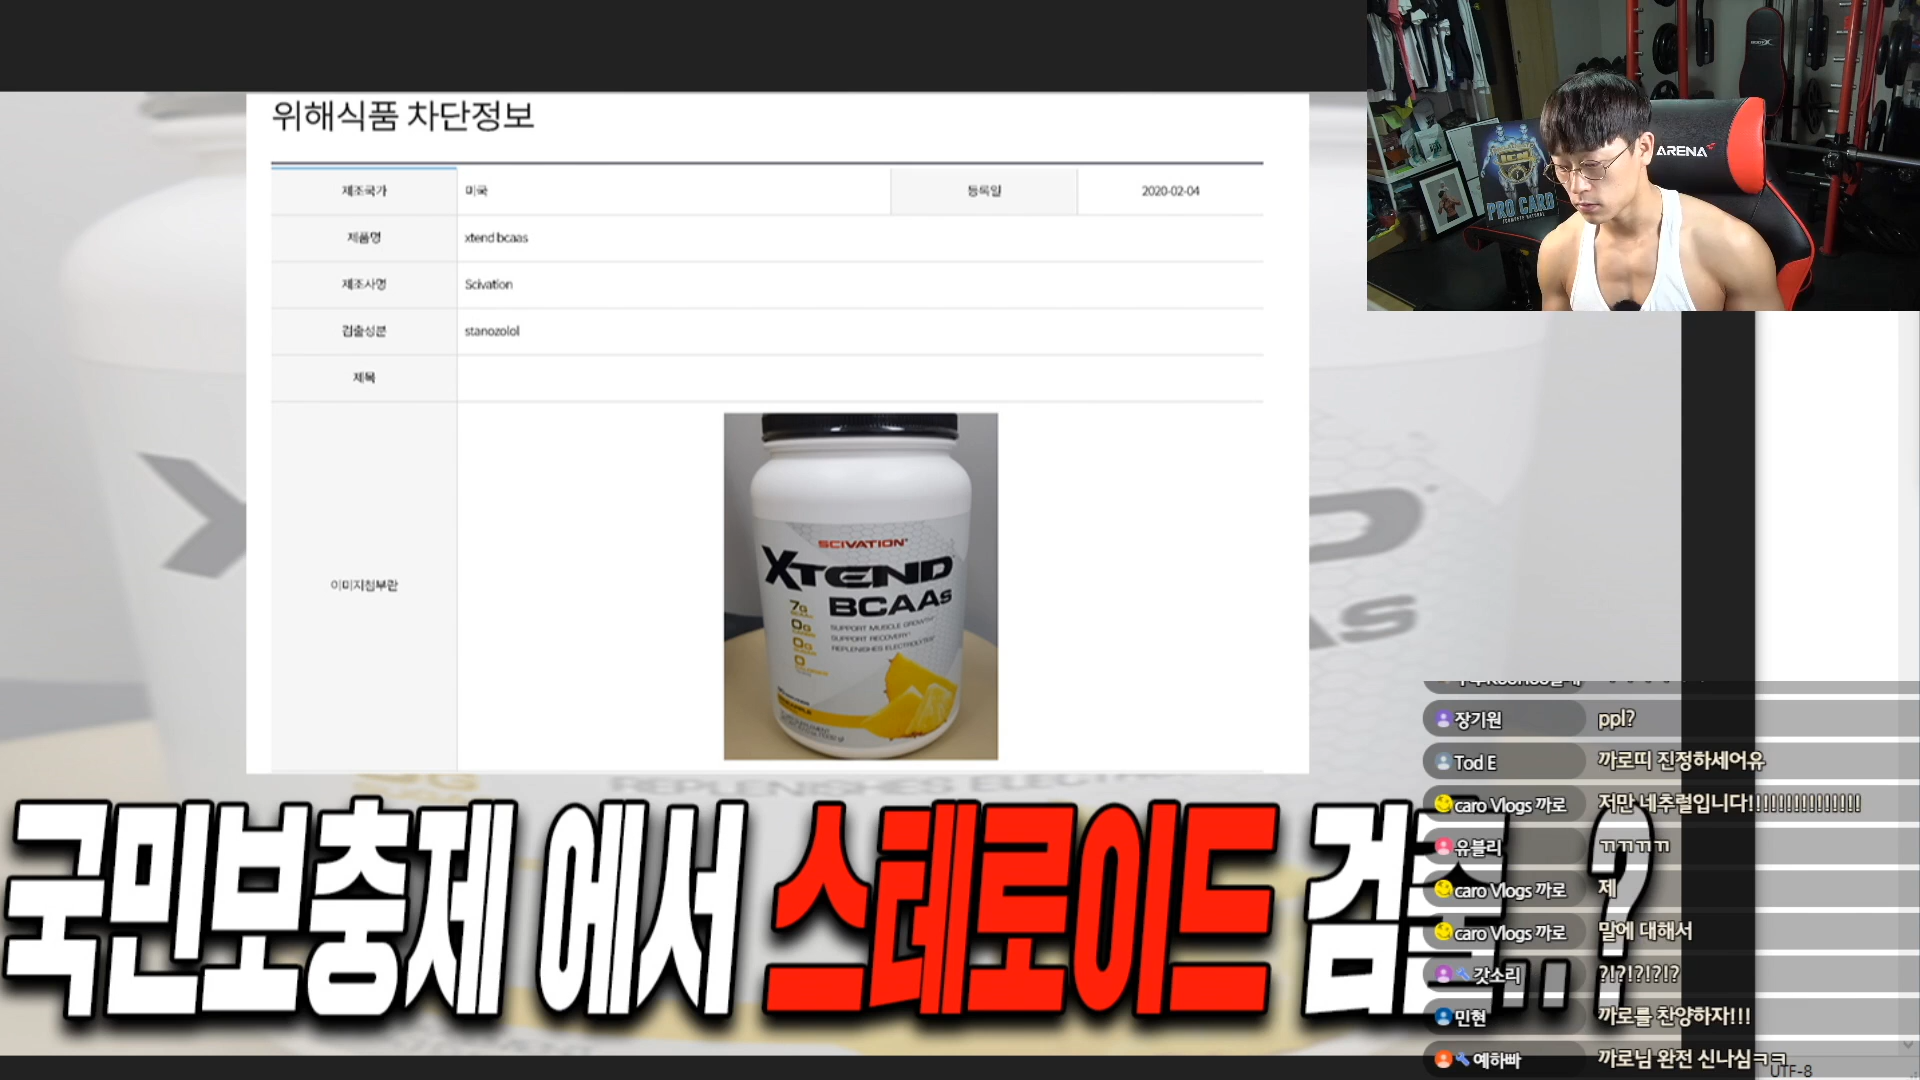 위해식품 차단정보
제조국가 미국 등록일 2020-02-04
제품명 xtend bcaas
제조사명 Scivation
검출성분 stanozolol
제목
이미지첨부란
SCIVATION
XTEND
BCAAs
7G
0G
0G
0
SUPPORT MUSCLE GROWTH
SUPPORT RECOVERY
REPLENISHES ELECTROLYTES
REPLENISHES
국민보충제 에서 스테로이드 검출..?
ARENA
PRO CARD
장기원 ppl?
Tod E 까로띠 진정하세어유
caro Vlogs 까로 저만 네추럴입니다!!!!!!!!!!!!!!!!
유블리 ㄲㄲㄲㄲ
caro Vlogs 까로 제
caro Vlogs 까로 말에 대해서
갓소리 ?!?!?!?!?
민현 까로를 찬양하자!!!
예하빠 까로님 완전 신나심ㅋㅋ
UTF-8